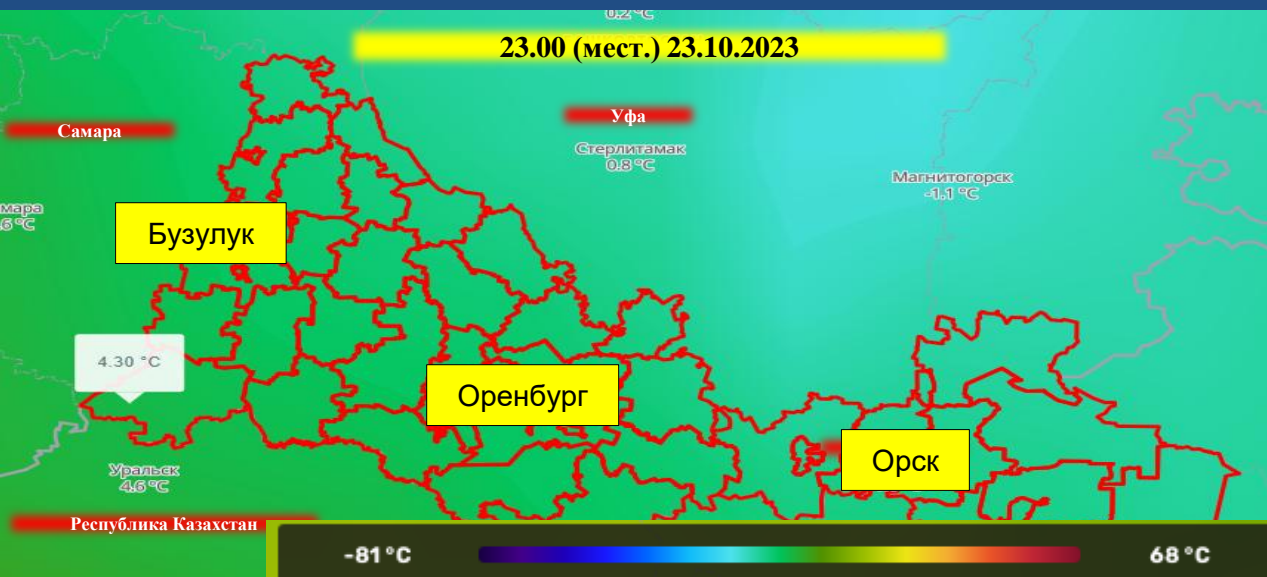 0.2 °C
23.00 (мест.) 23.10.2023
Самара
Уфа
Стерлитамак
0.8 °C
Магнитогорск
-1.1 °C
мара
6 °C
Бузулук
4.30 °C
Оренбург
Орск
Уральск
4.6 °C
Республика Казахстан
-81 °C
68 °C